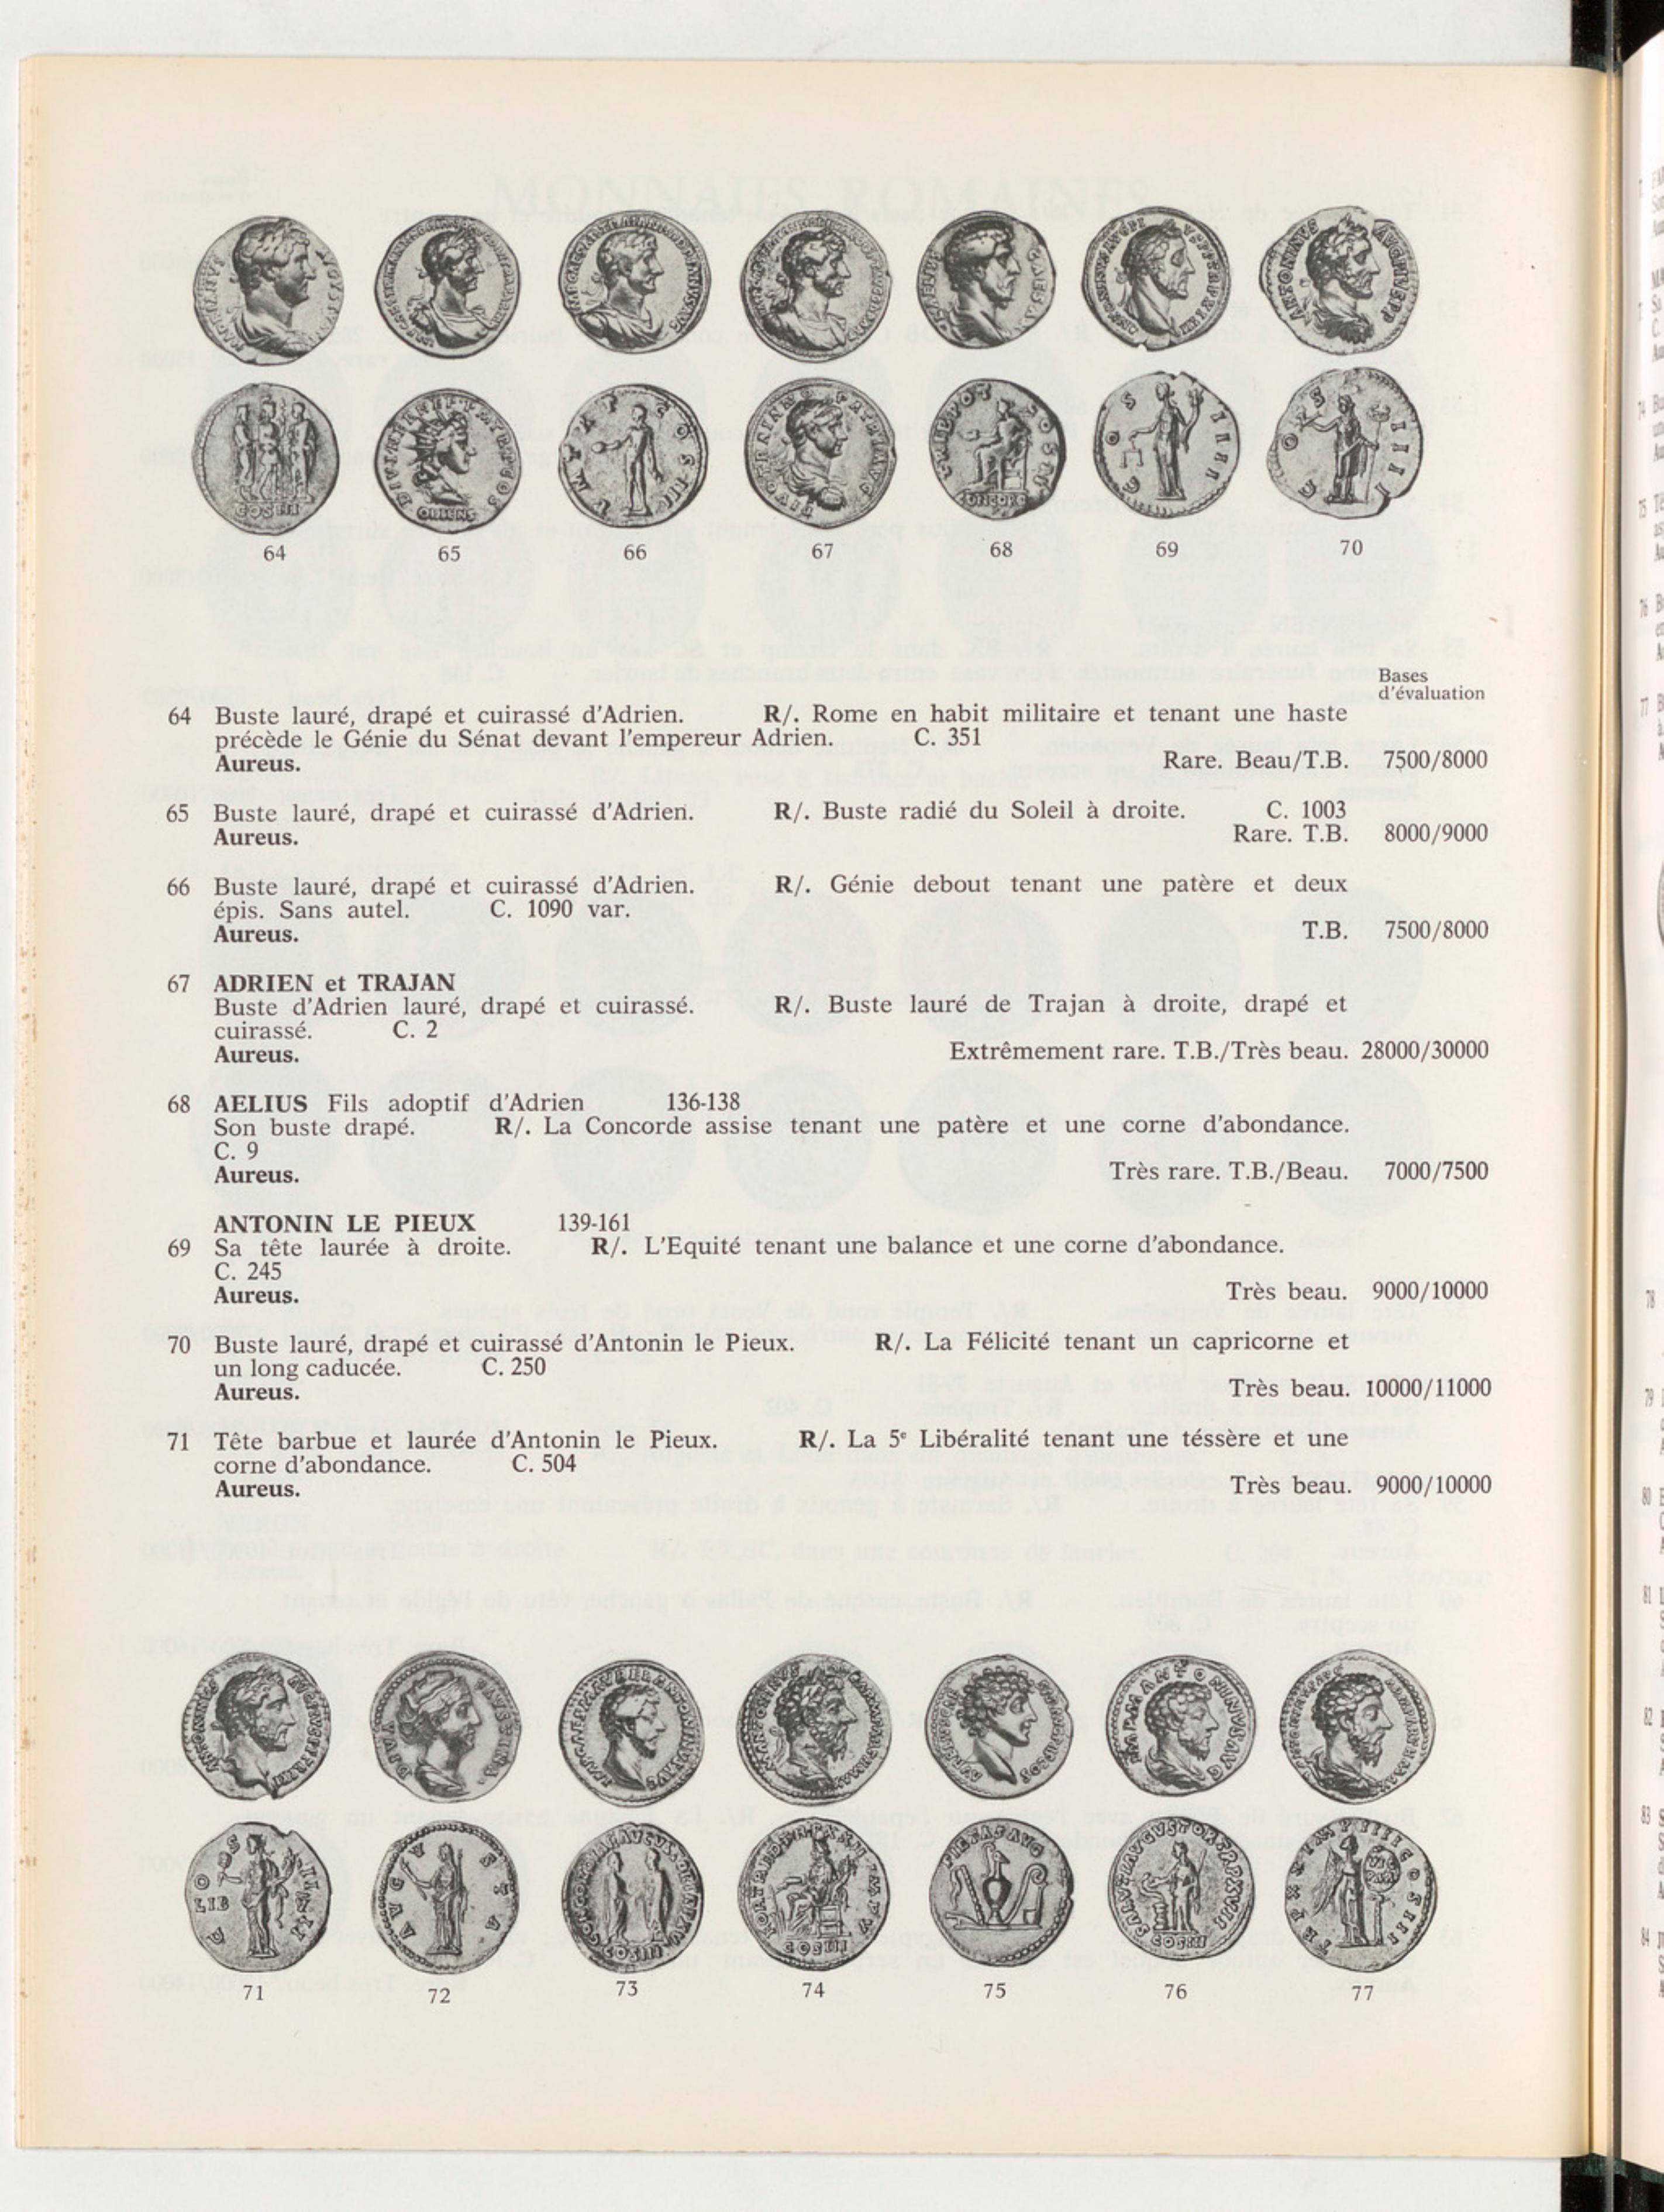 64 65 66 67 68 69 70
Bases
d'évaluation
64 Buste lauré, drapé et cuirassé d'Adrien. R/. Rome en habit militaire et tenant une haste
précède le Génie du Sénat devant l'empereur Adrien. C. 351
Aureus. Rare. Beau/T.B. 7500/8000
65 Buste lauré, drapé et cuirassé d'Adrien. R/. Buste radié du Soleil à droite. C. 1003
Aureus. Rare. T.B. 8000/9000
66 Buste lauré, drapé et cuirassé d'Adrien. R/. Génie debout tenant une patère et deux
épis. Sans autel. C. 1090 var.
Aureus. T.B. 7500/8000
67 ADRIEN et TRAJAN
Buste d'Adrien lauré, drapé et cuirassé. R/. Buste lauré de Trajan à droite, drapé et
cuirassé. C. 2
Aureus. Extrêmement rare. T.B./Très beau. 28000/30000
68 AELIUS Fils adoptif d'Adrien 136-138
Son buste drapé. R/. La Concorde assise tenant une patère et une corne d'abondance.
C. 9
Aureus. Très rare. T.B./Beau. 7000/7500
ANTONIN LE PIEUX 139-161
69 Sa tête laurée à droite. R/. L'Equité tenant une balance et une corne d'abondance.
C. 245
Aureus. Très beau. 9000/10000
70 Buste lauré, drapé et cuirassé d'Antonin le Pieux. R/. La Félicité tenant un capricorne et
un long caducée. C. 250
Aureus. Très beau. 10000/11000
71 Tête barbue et laurée d'Antonin le Pieux. R/. La 5e Libéralité tenant une téssère et une
corne d'abondance. C. 504
Aureus. Très beau. 9000/10000
71 72 73 74 75 76 77